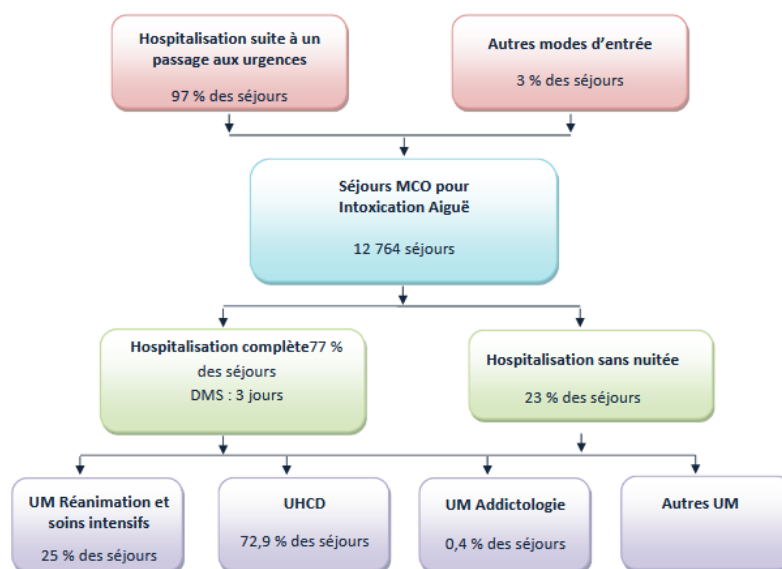 Hospitalisation suite à un
passage aux urgences
97 % des séjours
Autres modes d'entrée
3 % des séjours
Séjours MCO pour
Intoxication Aiguë
12 764 séjours
Hospitalisation complète77 %
des séjours
DMS : 3 jours
Hospitalisation sans nuitée
23 % des séjours
UM Réanimation et
soins intensifs
25 % des séjours
UHCD
72,9 % des séjours
UM Addictologie
0,4 % des séjours
Autres UM